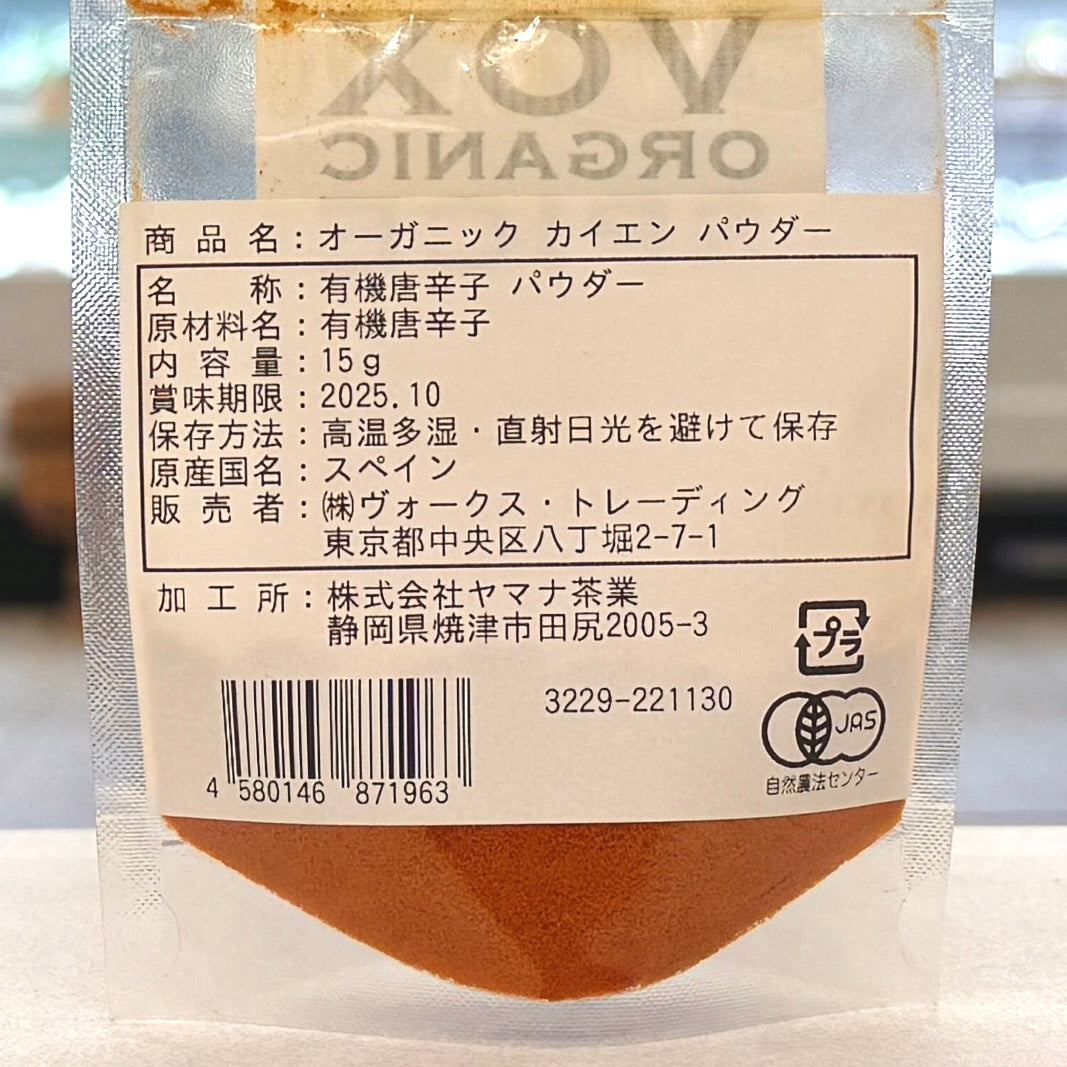 VOX
ORGANIC
商品名:オーガニック カイエン パウダー
名　　称:有機唐辛子 パウダー
原材料名:有機唐辛子
内容量:15g
賞味期限:2025.10
保存方法:高温多湿・直射日光を避けて保存
原産国名:スペイン
販売者:㈱ヴォークス・トレーディング
東京都中央区八丁堀2-7-1
加工所:株式会社ヤマナ茶業
静岡県焼津市田尻2005-3
プラ
3229-221130
JAS
自然農法センター
4 580146 871963